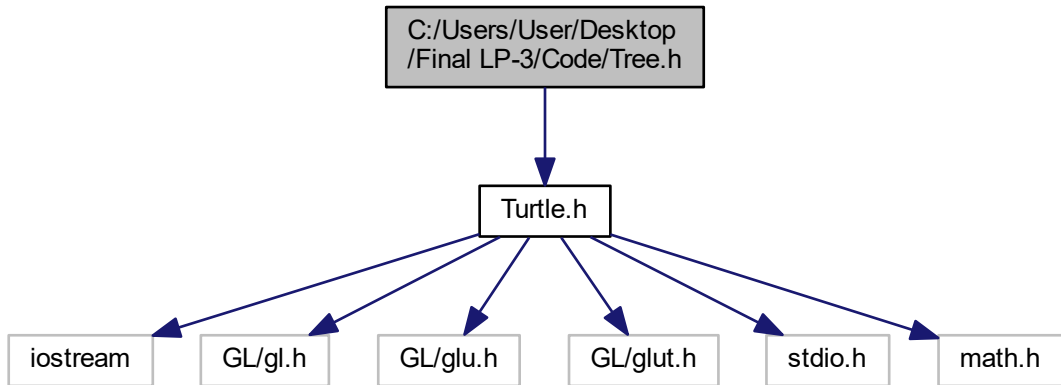 C:/Users/User/Desktop
/Final LP-3/Code/Tree.h
Turtle.h
iostream
GL/gl.h
GL/glu.h
GL/glut.h
stdio.h
math.h